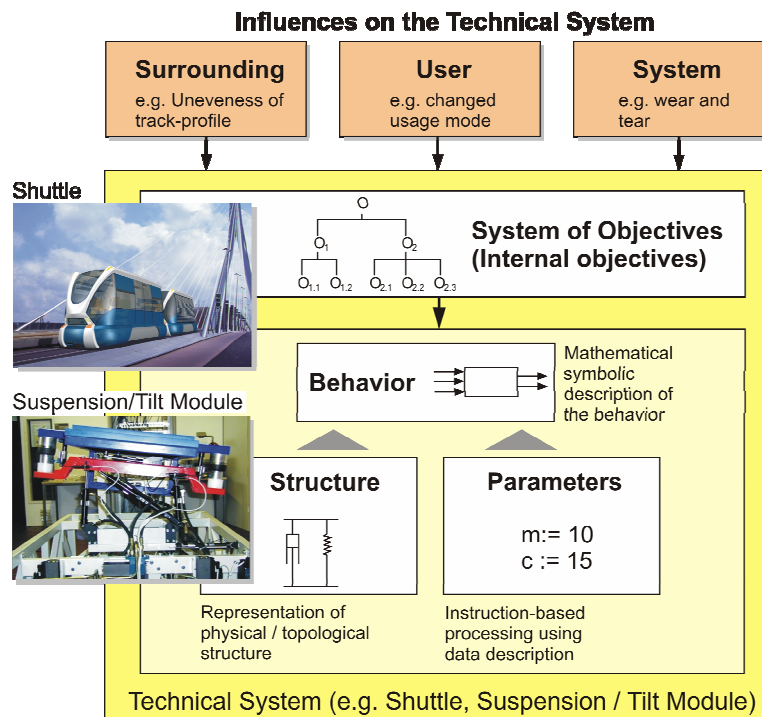 Influences on the Technical System
Surrounding
e.g. Uneveness of
track-profile
User
e.g. changed
usage mode
System
e.g. wear and
tear
Shuttle
O
O1
O2
O1.1
O1.2
O2.1
O2.2
O2.3
System of Objectives
(Internal objectives)
Behavior
Mathematical
symbolic
description of
the behavior
Suspension/Tilt Module
Structure
Parameters
m:= 10
c := 15
Representation of
physical / topological
structure
Instruction-based
processing using
data description
Technical System (e.g. Shuttle, Suspension / Tilt Module)